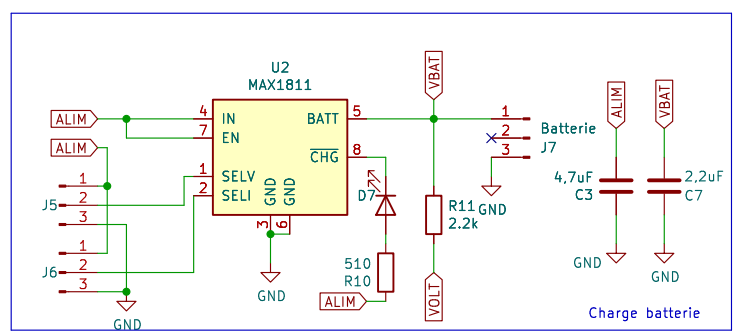 U2
MAX1811
ALIM
ALIM
4
IN
7
EN
1
SELV
2
SELI
BATT
5
CHG
8
GND
GND
3
6
GND
J5
1
2
3
J6
1
2
3
GND
D7
510
R10
ALIM
VBAT
R11
2.2k
VOLT
1
2
3
Batterie
J7
GND
ALIM
4,7uF
C3
GND
VBAT
2,2uF
C7
GND
Charge batterie